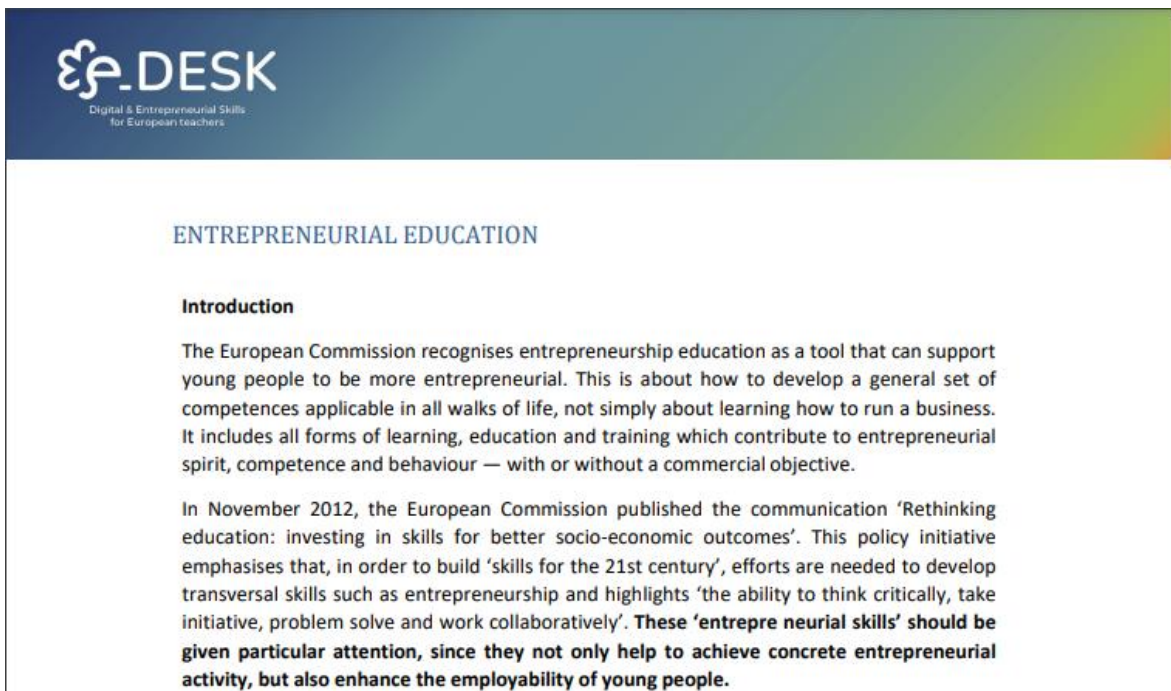 e-DESK
Digital & Entrepreneurial Skills
for European teachers
ENTREPRENEURIAL EDUCATION
Introduction
The European Commission recognises entrepreneurship education as a tool that can support
young people to be more entrepreneurial. This is about how to develop a general set of
competences applicable in all walks of life, not simply about learning how to run a business.
It includes all forms of learning, education and training which contribute to entrepreneurial
spirit, competence and behaviour — with or without a commercial objective.
In November 2012, the European Commission published the communication ‘Rethinking
education: investing in skills for better socio-economic outcomes’. This policy initiative
emphasises that, in order to build ‘skills for the 21st century’, efforts are needed to develop
transversal skills such as entrepreneurship and highlights ‘the ability to think critically, take
initiative, problem solve and work collaboratively’. These ‘entrepre neurial skills’ should be
given particular attention, since they not only help to achieve concrete entrepreneurial
activity, but also enhance the employability of young people.